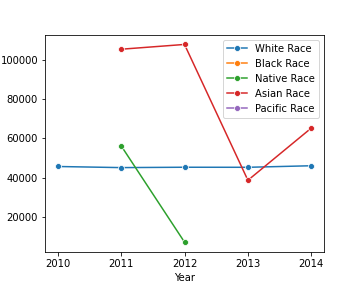 White Race
Black Race
Native Race
Asian Race
Pacific Race
100000
80000
60000
40000
20000
2010 2011 2012 2013 2014
Year